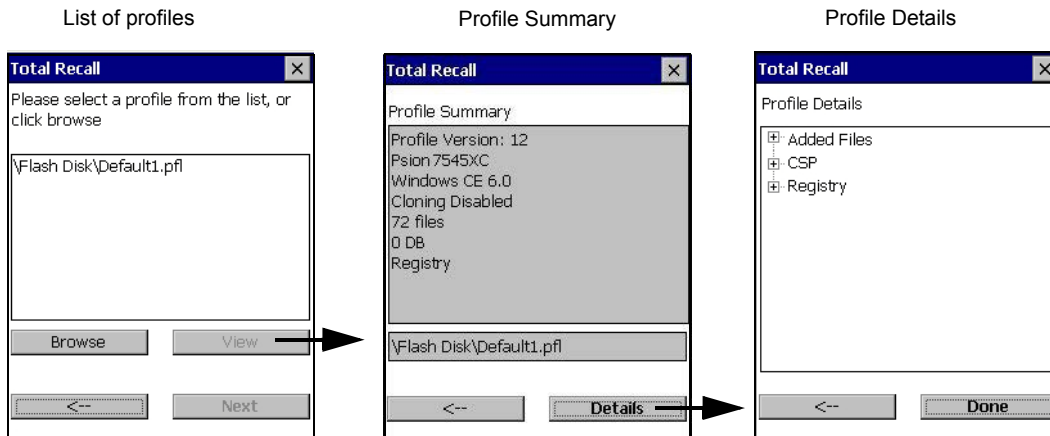 List of profiles
Total Recall
Please select a profile from the list, or
click browse
\Flash Disk\Default1.pfl
Browse
View
<--
Next
Profile Summary
Total Recall
Profile Summary
Profile Version: 12
Psion 7545XC
Windows CE 6.0
Cloning Disabled
72 files
0 DB
Registry
\Flash Disk\Default1.pfl
<--
Details
Profile Details
Total Recall
Profile Details
Added Files
CSP
Registry
<--
Done